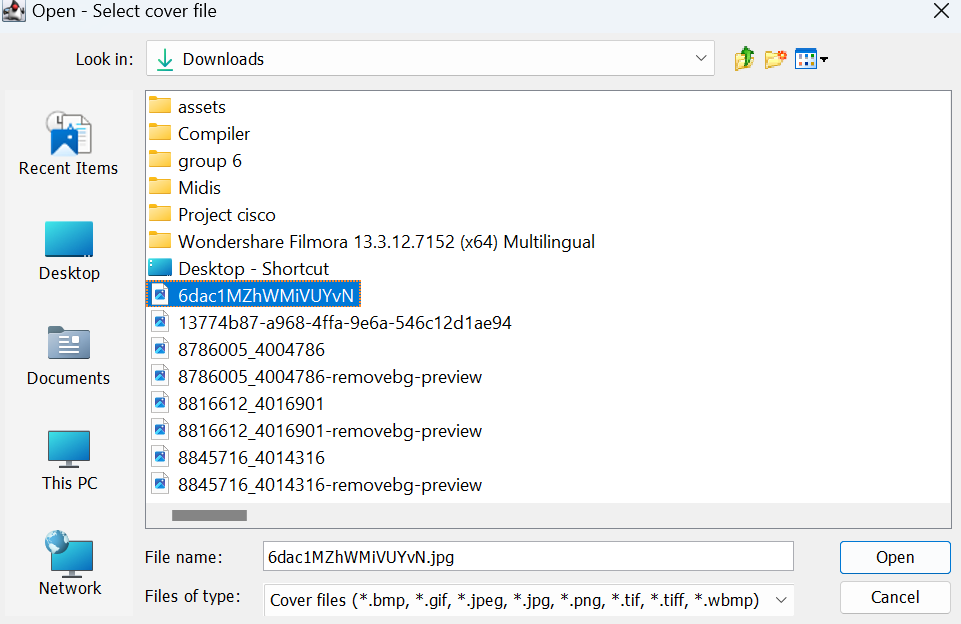 Open - Select cover file
Look in:
Downloads
Recent Items
Desktop
Documents
This PC
Network
assets
Compiler
group 6
Midis
Project cisco
Wondershare Filmora 13.3.12.7152 (x64) Multilingual
Desktop - Shortcut
6dac1MZhWMiVUYvN
13774b87-a968-4ffa-9e6a-546c12d1ae94
8786005_4004786
8786005_4004786-removebg-preview
8816612_4016901
8816612_4016901-removebg-preview
8845716_4014316
8845716_4014316-removebg-preview
File name:
6dac1MZhWMiVUYvN.jpg
Open
Files of type:
Cover files (*.bmp, *.gif, *.jpeg, *.jpg, *.png, *.tif, *.tiff, *.wbmp)
Cancel